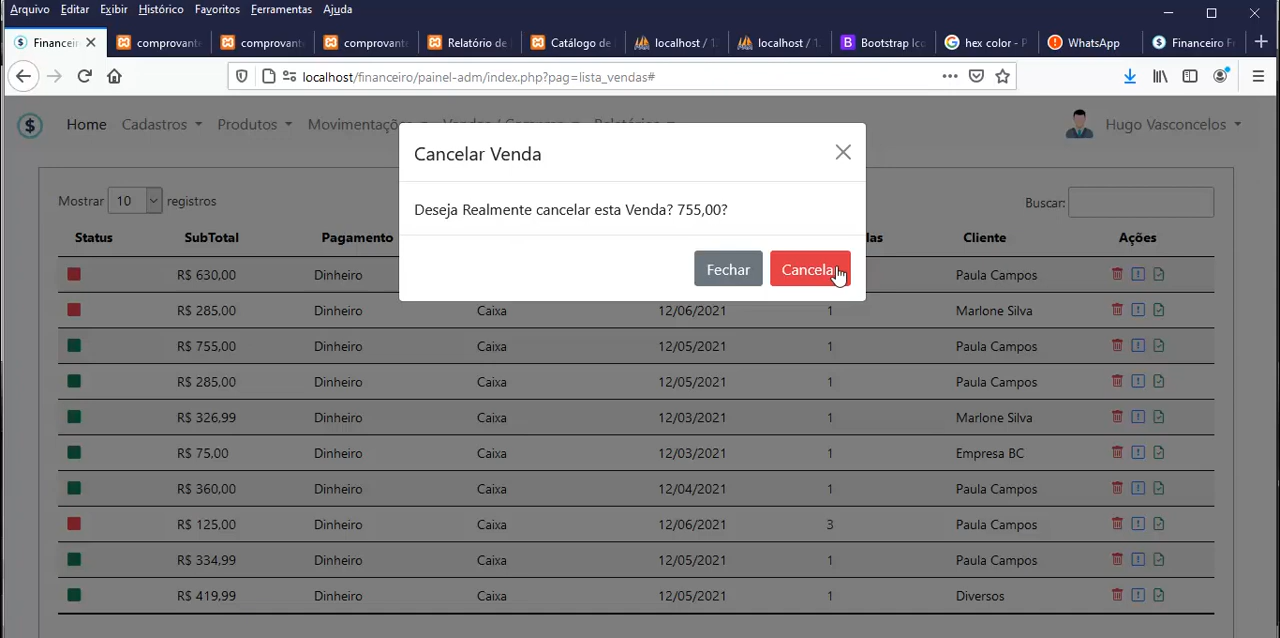 Arquivo Editar Exibir Histórico Favoritos Ferramentas Ajuda
Financeir comprovant comprovant comprovant Relatório de Catálogo de localhost / 1 localhost / 1 Bootstrap Ico hex color - P WhatsApp Financeiro F
localhost/financeiro/painel-adm/index.php?pag=lista_vendas#
$ Home Cadastros Produtos Hugo Vasconcelos
Cancelar Venda
Deseja Realmente cancelar esta Venda? 755,00?
Fechar Cancelar
Mostrar 10 registros Buscar:
Status SubTotal Pagamento Cliente Ações
R$ 630,00 Dinheiro Paula Campos
R$ 285,00 Dinheiro Caixa 12/06/2021 1 Marlone Silva
R$ 755,00 Dinheiro Caixa 12/05/2021 1 Paula Campos
R$ 285,00 Dinheiro Caixa 12/05/2021 1 Paula Campos
R$ 326,99 Dinheiro Caixa 12/03/2021 1 Marlone Silva
R$ 75,00 Dinheiro Caixa 12/03/2021 1 Empresa BC
R$ 360,00 Dinheiro Caixa 12/04/2021 1 Paula Campos
R$ 125,00 Dinheiro Caixa 12/06/2021 3 Paula Campos
R$ 334,99 Dinheiro Caixa 12/05/2021 1 Paula Campos
R$ 419,99 Dinheiro Caixa 12/05/2021 1 Diversos